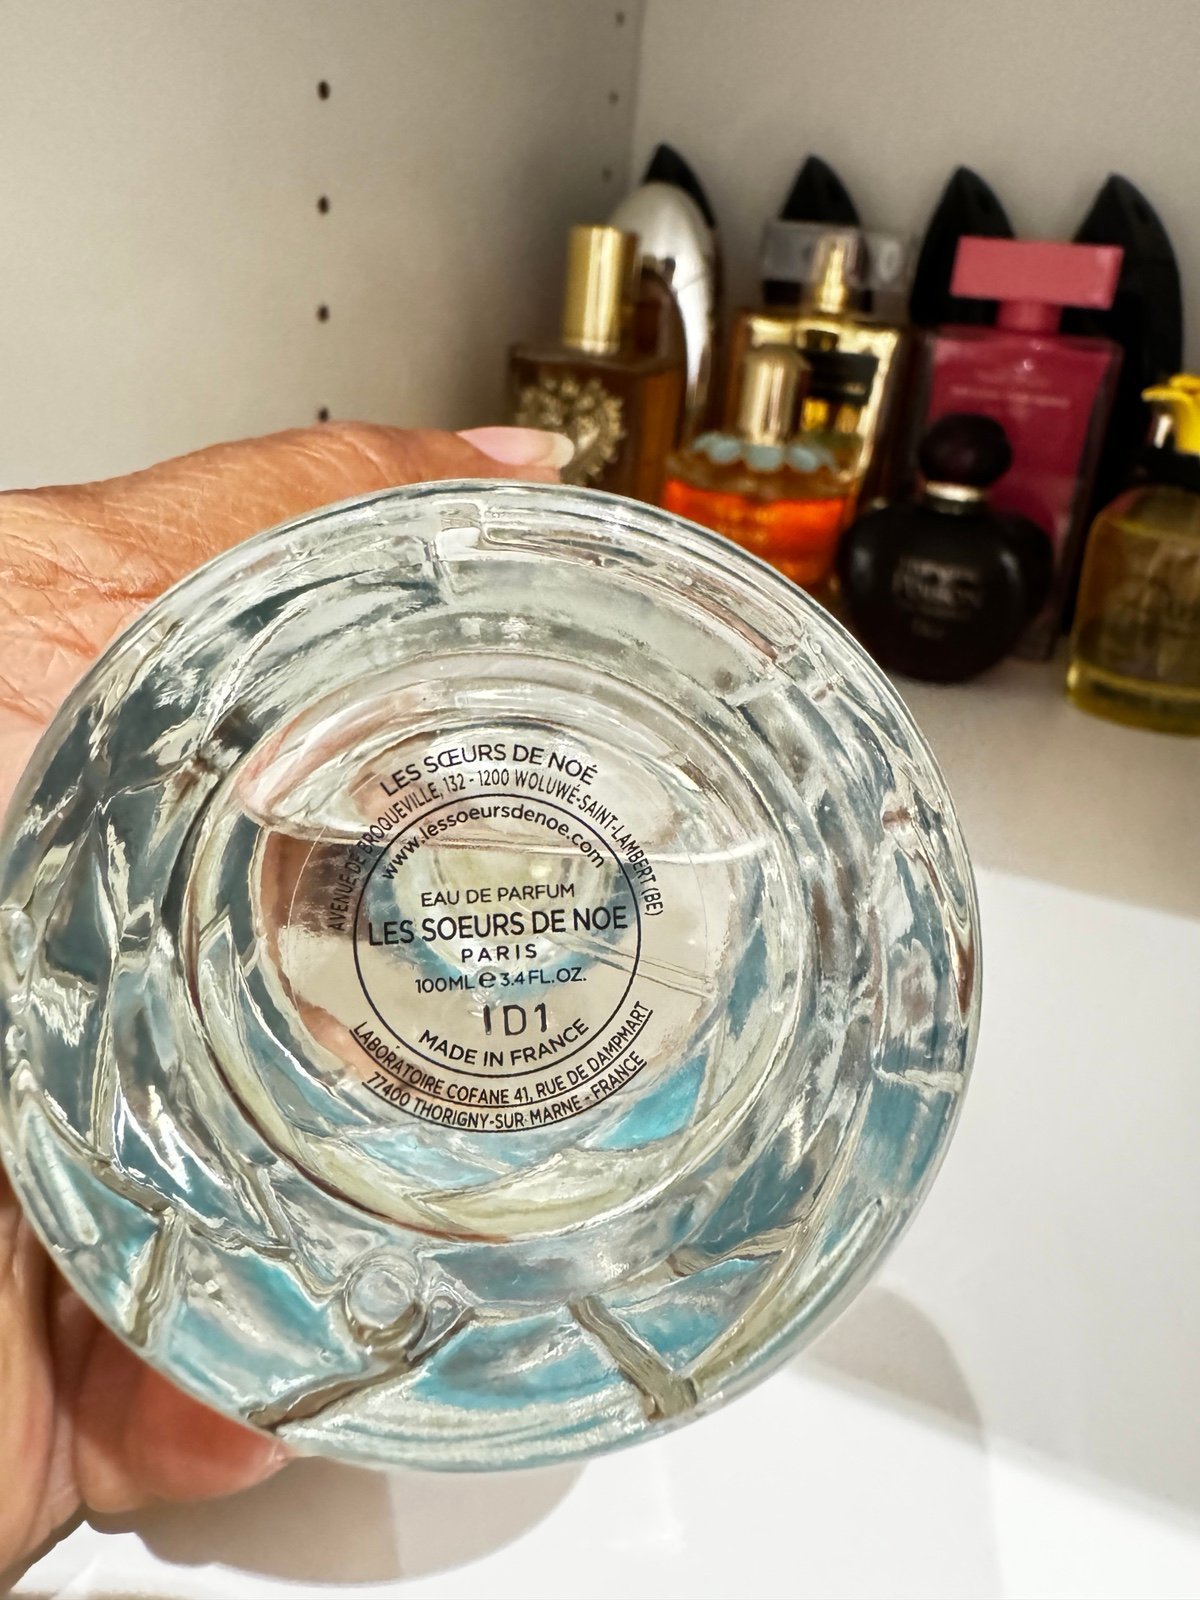 LES SŒURS DE NOÉ
AVENUE DE BROQUEVILLE, 132 - 1200 WOLUWÉ-SAINT-LAMBERT (BE)
www.lessoeursdenoe.com
EAU DE PARFUM
LES SOEURS DE NOE
PARIS
100ML ℮ 3.4 FL.OZ.
ID1
MADE IN FRANCE
LABORATOIRE COFANE 41, RUE DE DAMPMART
77400 THORIGNY-SUR-MARNE - FRANCE